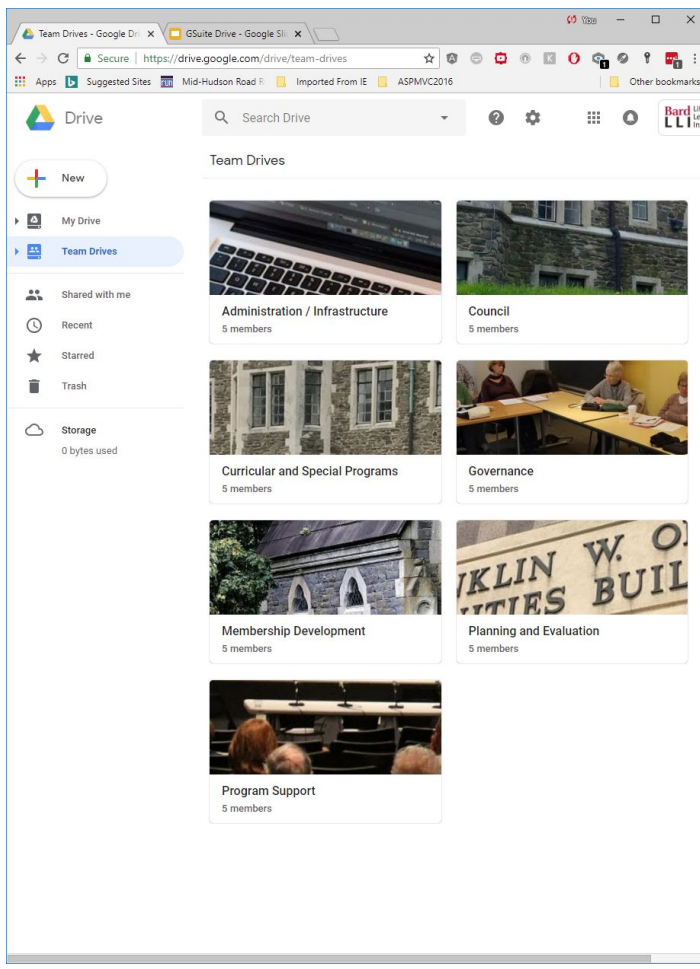 You
Team Drives - Google Dri
GSuite Drive - Google Slid
Secure | https://drive.google.com/drive/team-drives
Apps Suggested Sites Mid-Hudson Road R Imported From IE ASPMVC2016 Other bookmarks
Drive
Search Drive
Bard
LLI
Team Drives
New
My Drive
Team Drives
Shared with me
Recent
Starred
Trash
Storage
0 bytes used
Administration / Infrastructure
5 members
Council
5 members
Curricular and Special Programs
5 members
Governance
5 members
Membership Development
5 members
NKLIN W. O
ITIES BUIL
Planning and Evaluation
5 members
Program Support
5 members